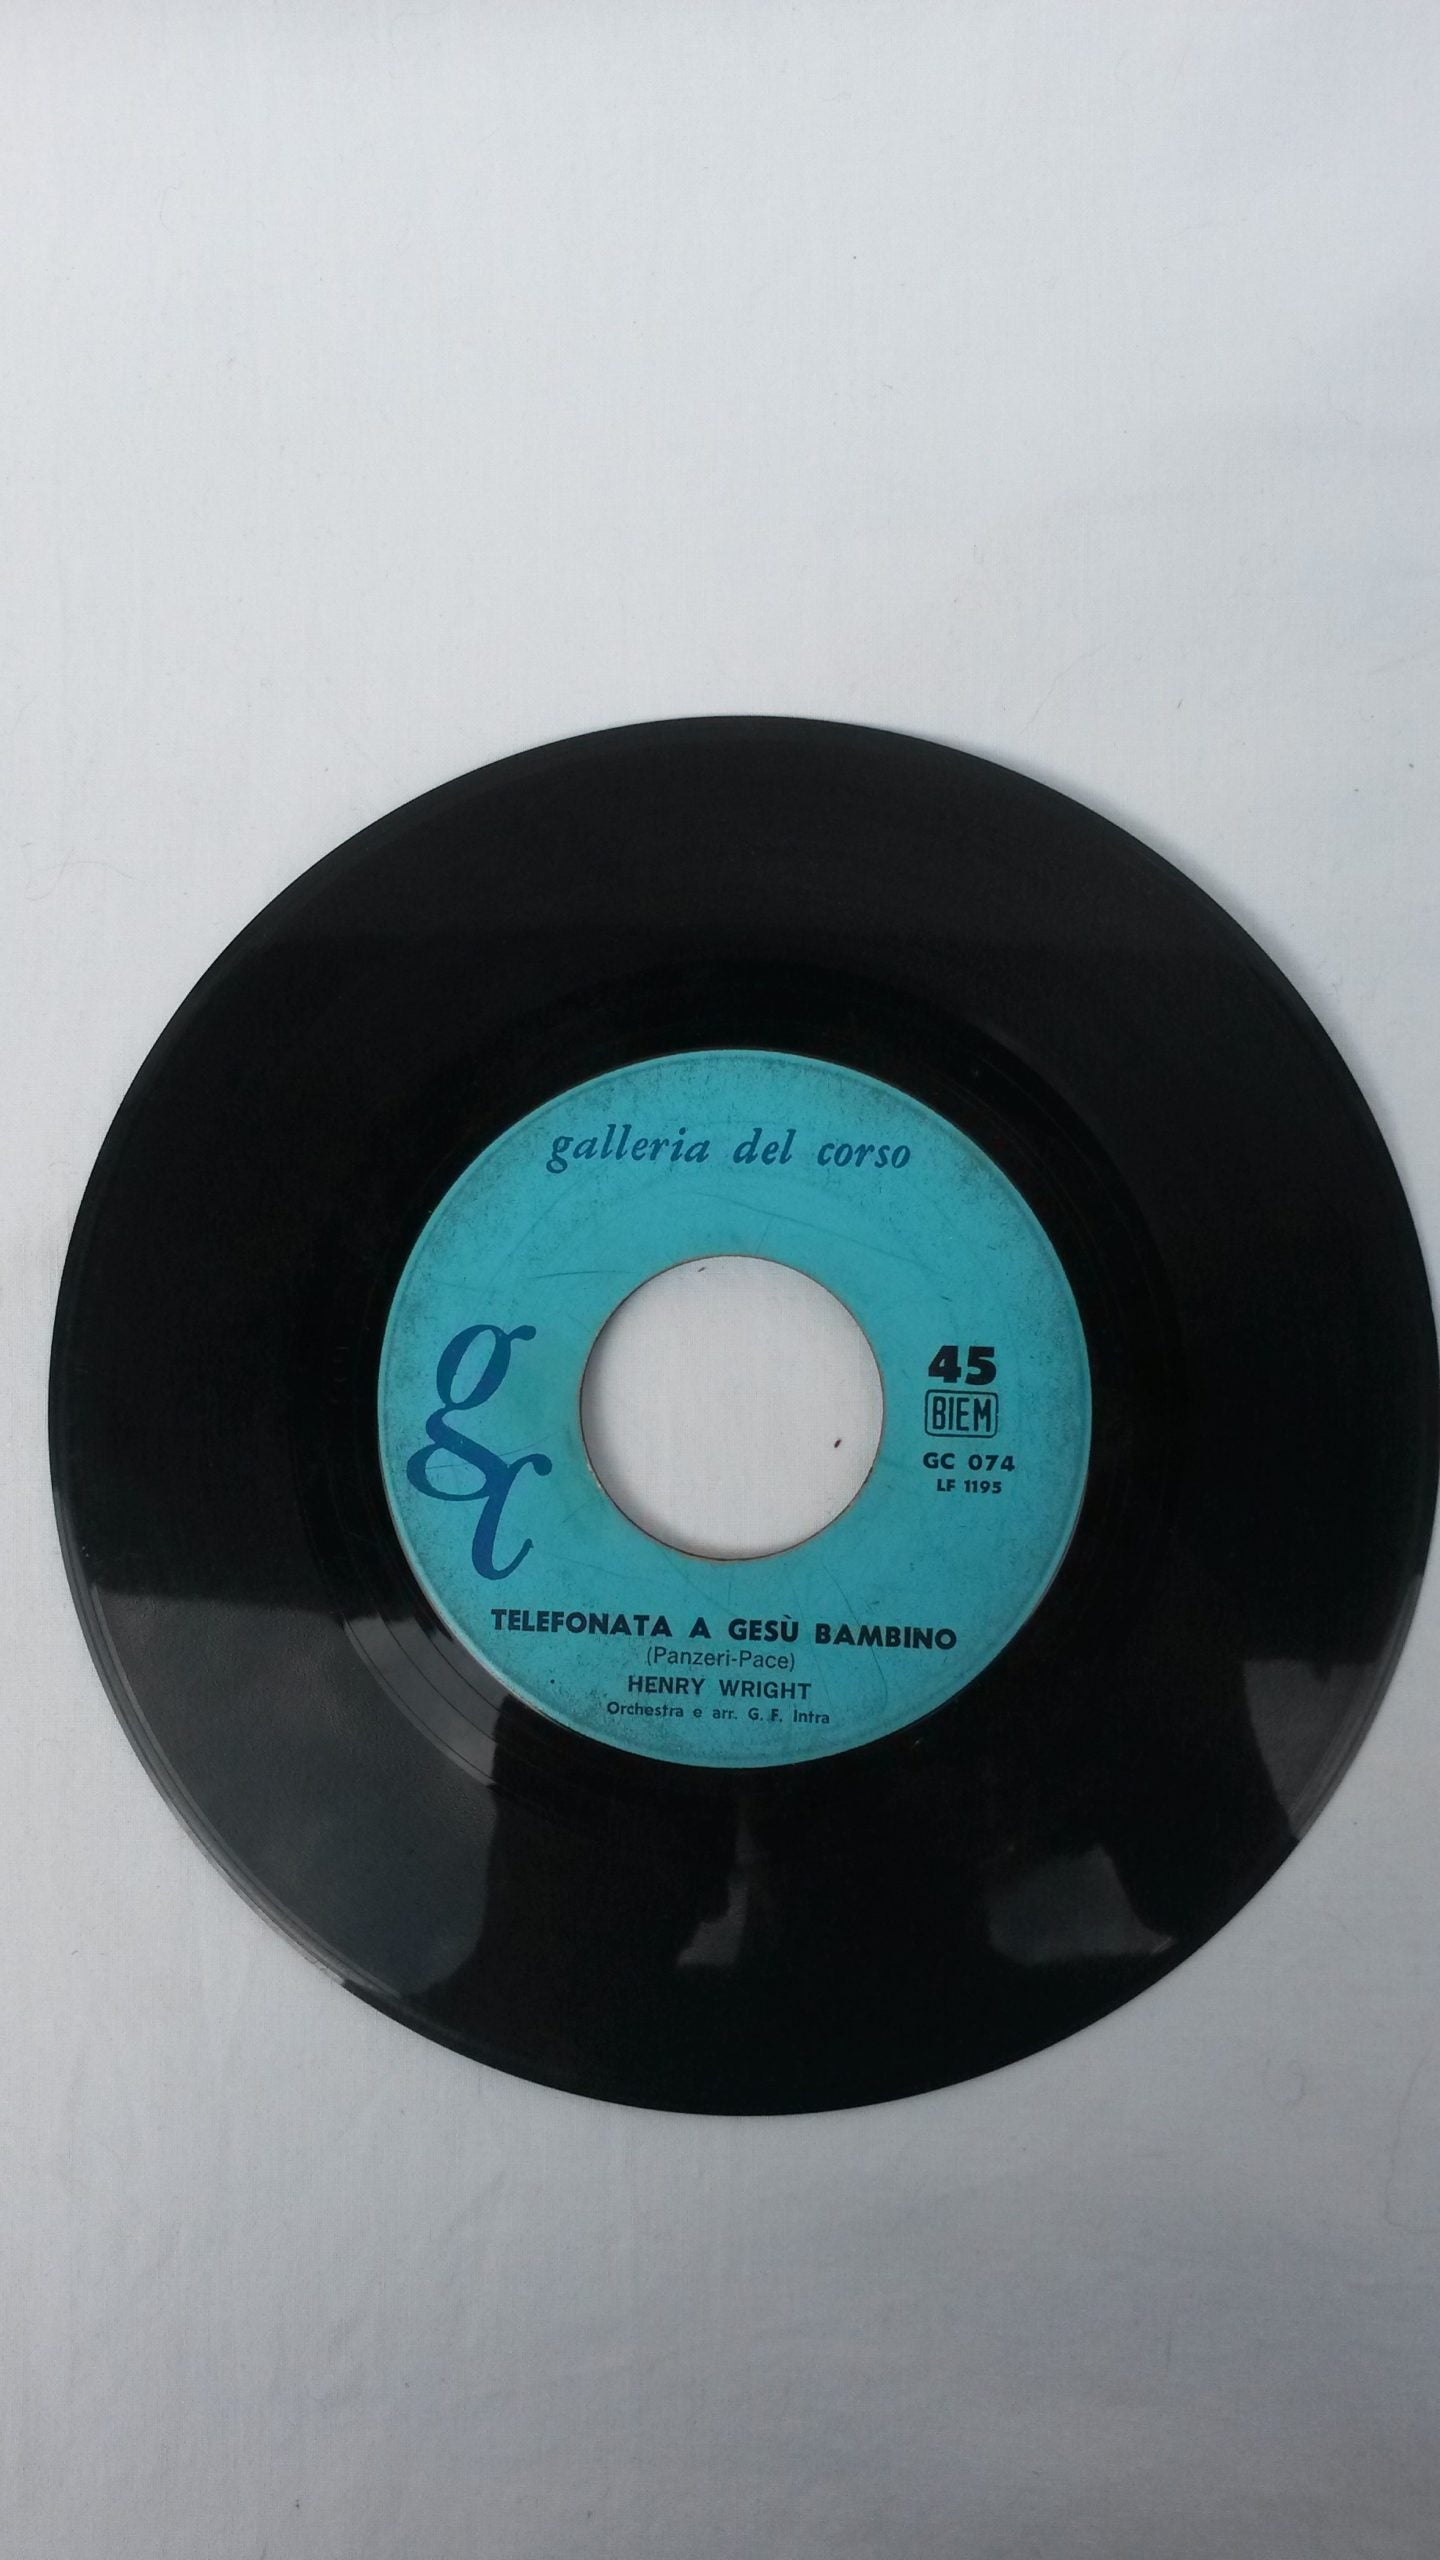 galleria del corso
gc
45
BIEM
GC 074
LF 1195
TELEFONATA A GESÙ BAMBINO
(Panzeri-Pace)
HENRY WRIGHT
Orchestra e arr. G. F. Intra